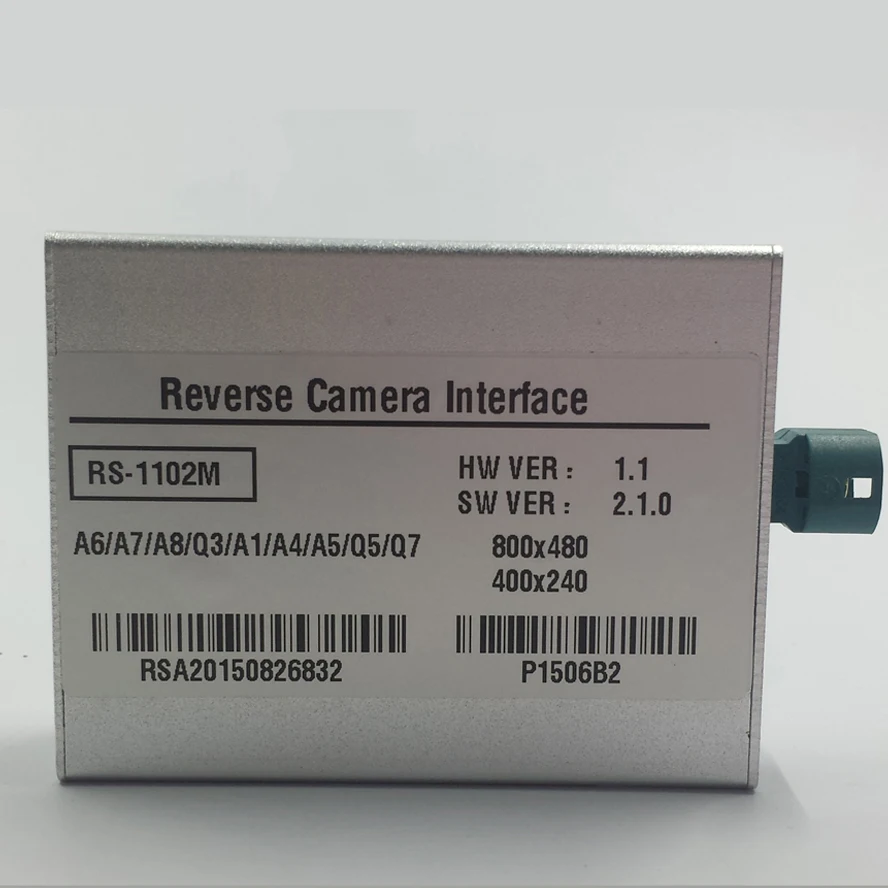 Reverse Camera Interface
RS-1102M
HW VER : 1.1
SW VER : 2.1.0
A6/A7/A8/Q3/A1/A4/A5/Q5/Q7
800x480
400x240
RSA20150826832
P1506B2